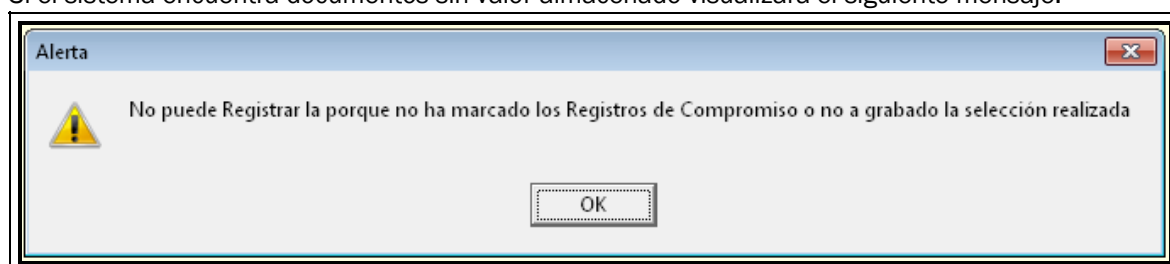 Si el sistema encuentra documentos sin valor almacenado visualizará el siguiente mensaje:
Alerta
No puede Registrar la porque no ha marcado los Registros de Compromiso o no a grabado la selección realizada
OK